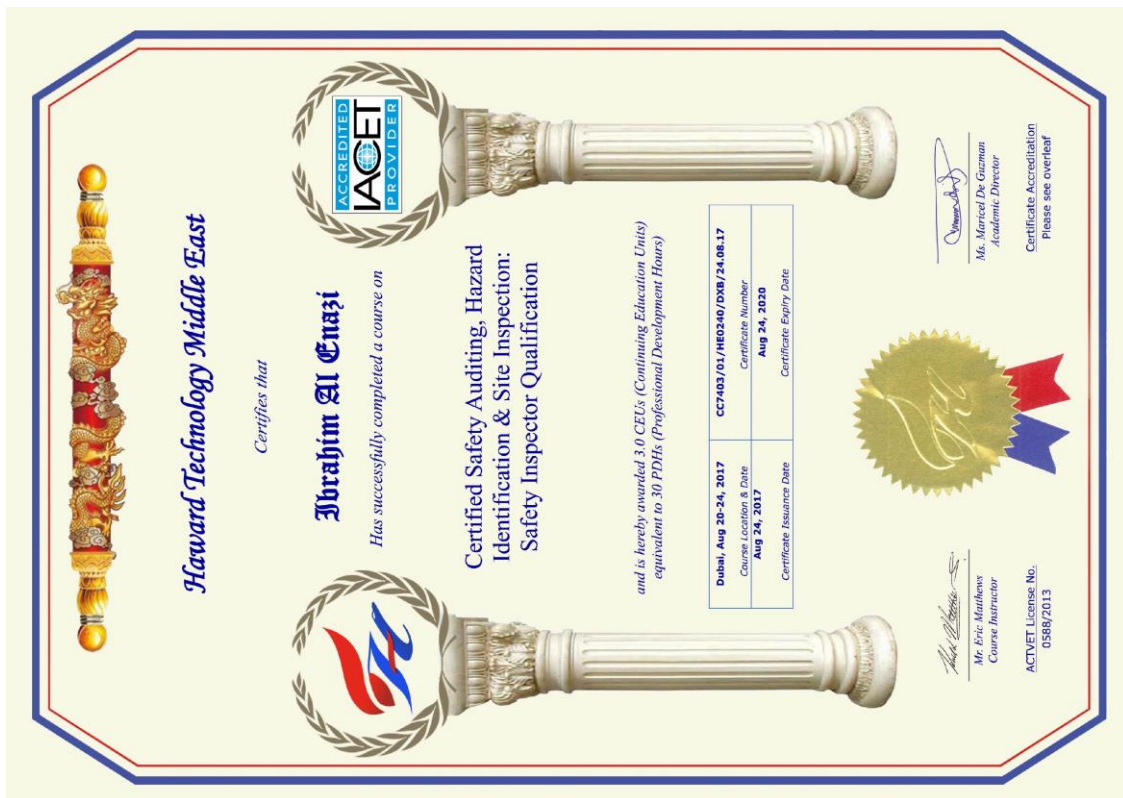 Haward Technology Middle East
Certifies that
Ibrahim Al Enazi
Has successfully completed a course on
ACCREDITED
IACET
PROVIDER
Certified Safety Auditing, Hazard
Identification & Site Inspection:
Safety Inspector Qualification
and is hereby awarded 3.0 CEUs (Continuing Education Units)
equivalent to 30 PDHs (Professional Development Hours)
Dubai, Aug 20-24, 2017 CC7403/01/HE0240/DXB/24.08.17
Course Location & Date Certificate Number
Aug 24, 2017 Aug 24, 2020
Certificate Issuance Date Certificate Expiry Date
Mr. Eric Matthews
Course Instructor
Ms. Maricel De Guzman
Academic Director
ACTVET License No.
0588/2013
Certificate Accreditation
Please see overleaf